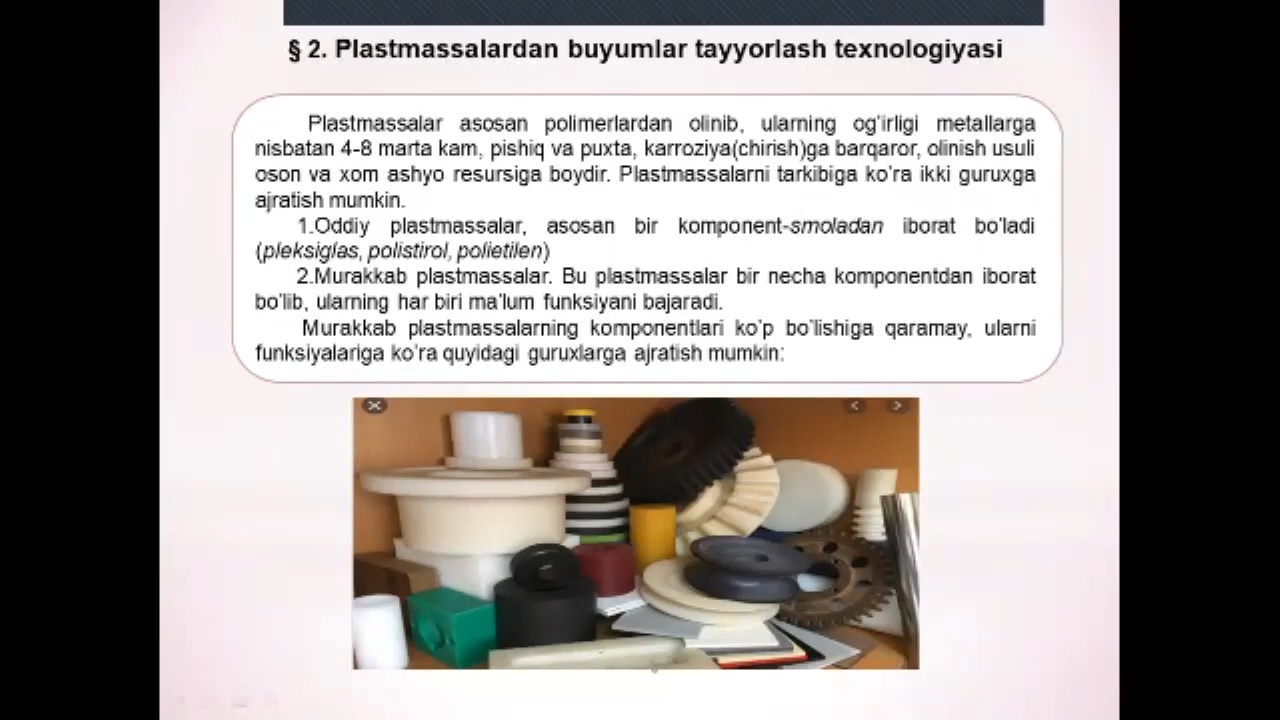 § 2. Plastmassalardan buyumlar tayyorlash texnologiyasi
Plastmassalar asosan polimerlardan olinib, ularning og’irligi metallarga
nisbatan 4-8 marta kam, pishiq va puxta, karroziya(chirish)ga barqaror, olinish usuli
oson va xom ashyo resursiga boydir. Plastmassalarni tarkibiga ko’ra ikki guruxga
ajratish mumkin.
1.Oddiy plastmassalar, asosan bir komponent-smoladan iborat bo’ladi
(pleksiglas, polistirol, polietilen)
2.Murakkab plastmassalar. Bu plastmassalar bir necha komponentdan iborat
bo’lib, ularning har biri ma’lum funksiyani bajaradi.
Murakkab plastmassalarning komponentlari ko’p bo’lishiga qaramay, ularni
funksiyalariga ko’ra quyidagi guruxlarga ajratish mumkin: